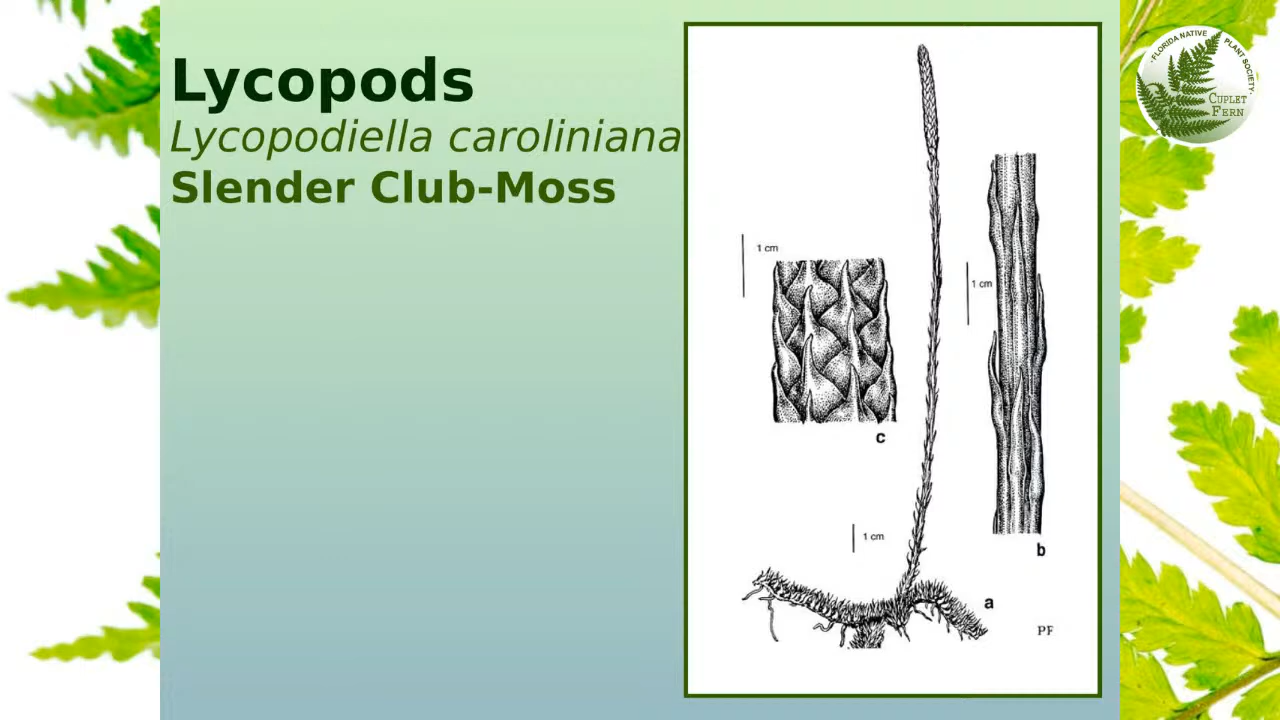 Lycopods
Lycopodiella caroliniana
Slender Club-Moss
1 cm
1 cm
c
1 cm
b
a
PF
· FLORIDA NATIVE PLANT SOCIETY ·
CUPLET
FERN